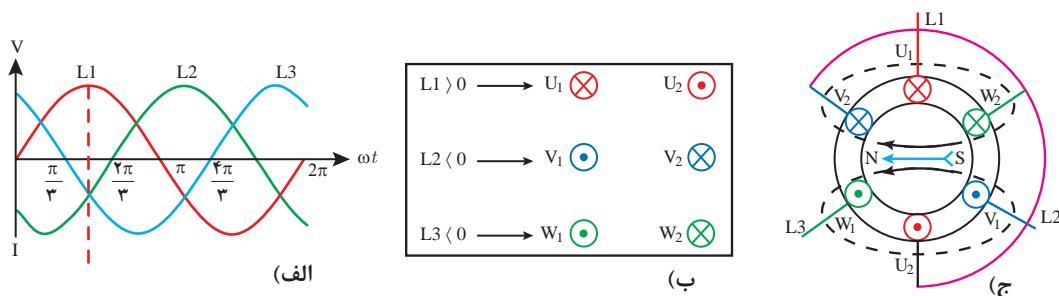 V
L1 L2 L3
π/۳ ۲π/۳ π ۴π/۳ 2π ωt
I
الف)
L1 ⟩ 0 → U1 U2
L2 ⟨ 0 → V1 V2
L3 ⟨ 0 → W1 W2
ب)
L1
U1
V2 W2
N S
L3 W1 V1 L2
U2
ج)